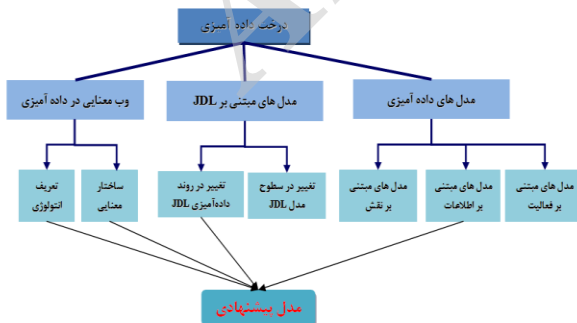 درخت داده آمیزی
مدل های داده آمیزی
مدل های مبتنی بر JDL
وب معنایی در داده آمیزی
مدل های مبتنی
بر فعالیت
مدل های مبتنی
بر اطلاعات
مدل های مبتنی
بر نقش
تغییر در سطوح
مدل JDL
تغییر در روند
داده‌آمیزی JDL
ساختار
معنایی
تعریف
انتولوژی
مدل پیشنهادی